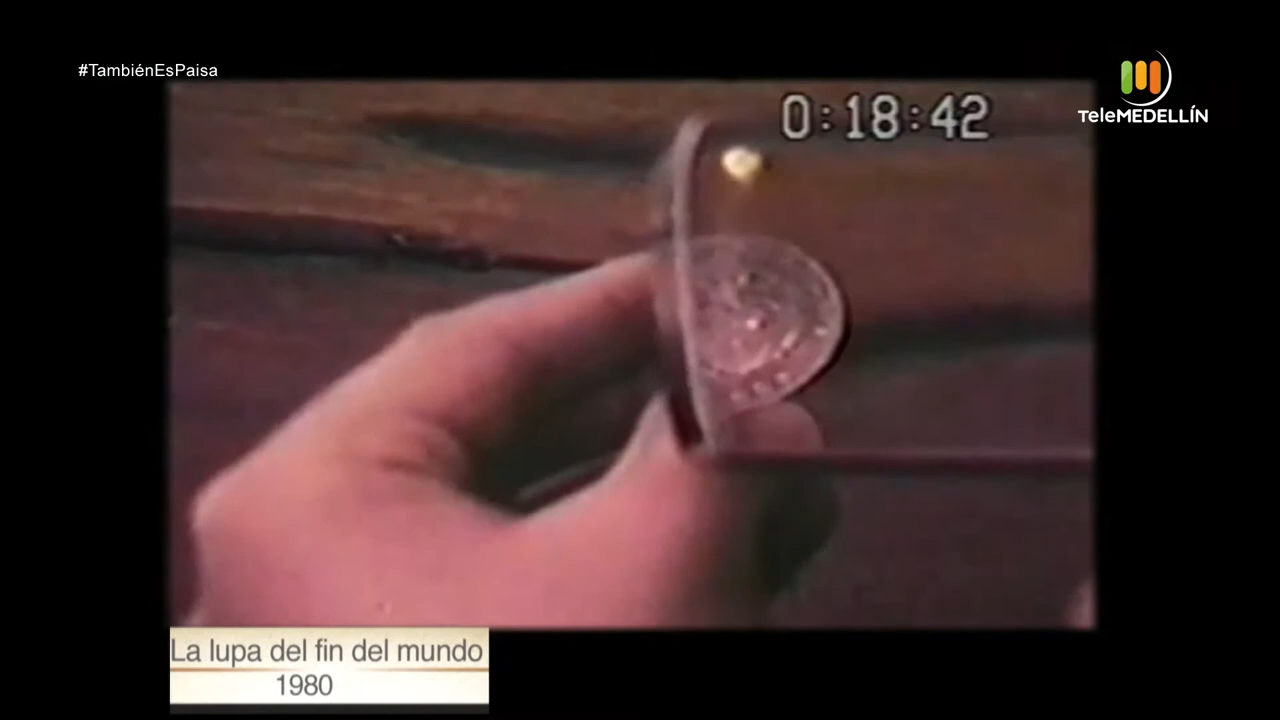 #TambiénEsPaisa
TeleMEDELLÍN
0:18:42
La lupa del fin del mundo
1980